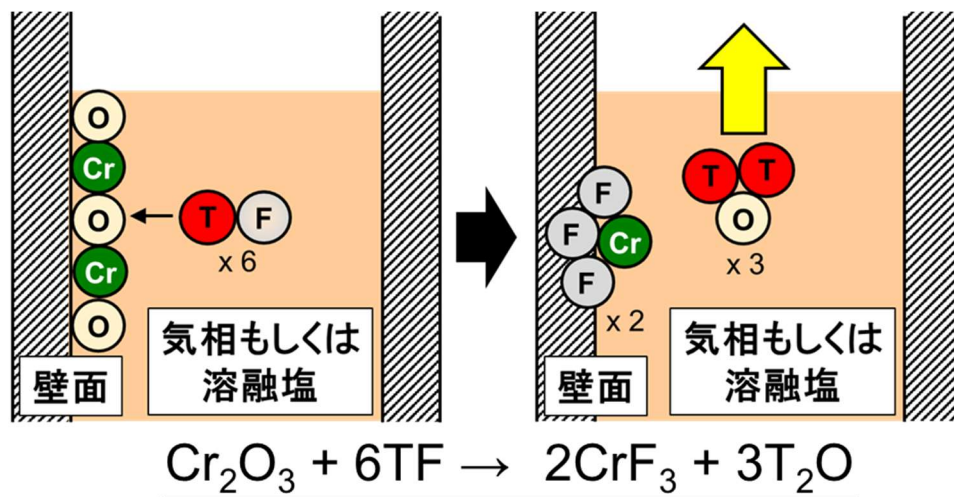 O
Cr
O
Cr
O
T F
x 6
壁面
気相もしくは
溶融塩
F
F
Cr
F
x 2
T T
O
x 3
壁面
気相もしくは
溶融塩
Cr₂O₃ + 6TF → 2CrF₃ + 3T₂O